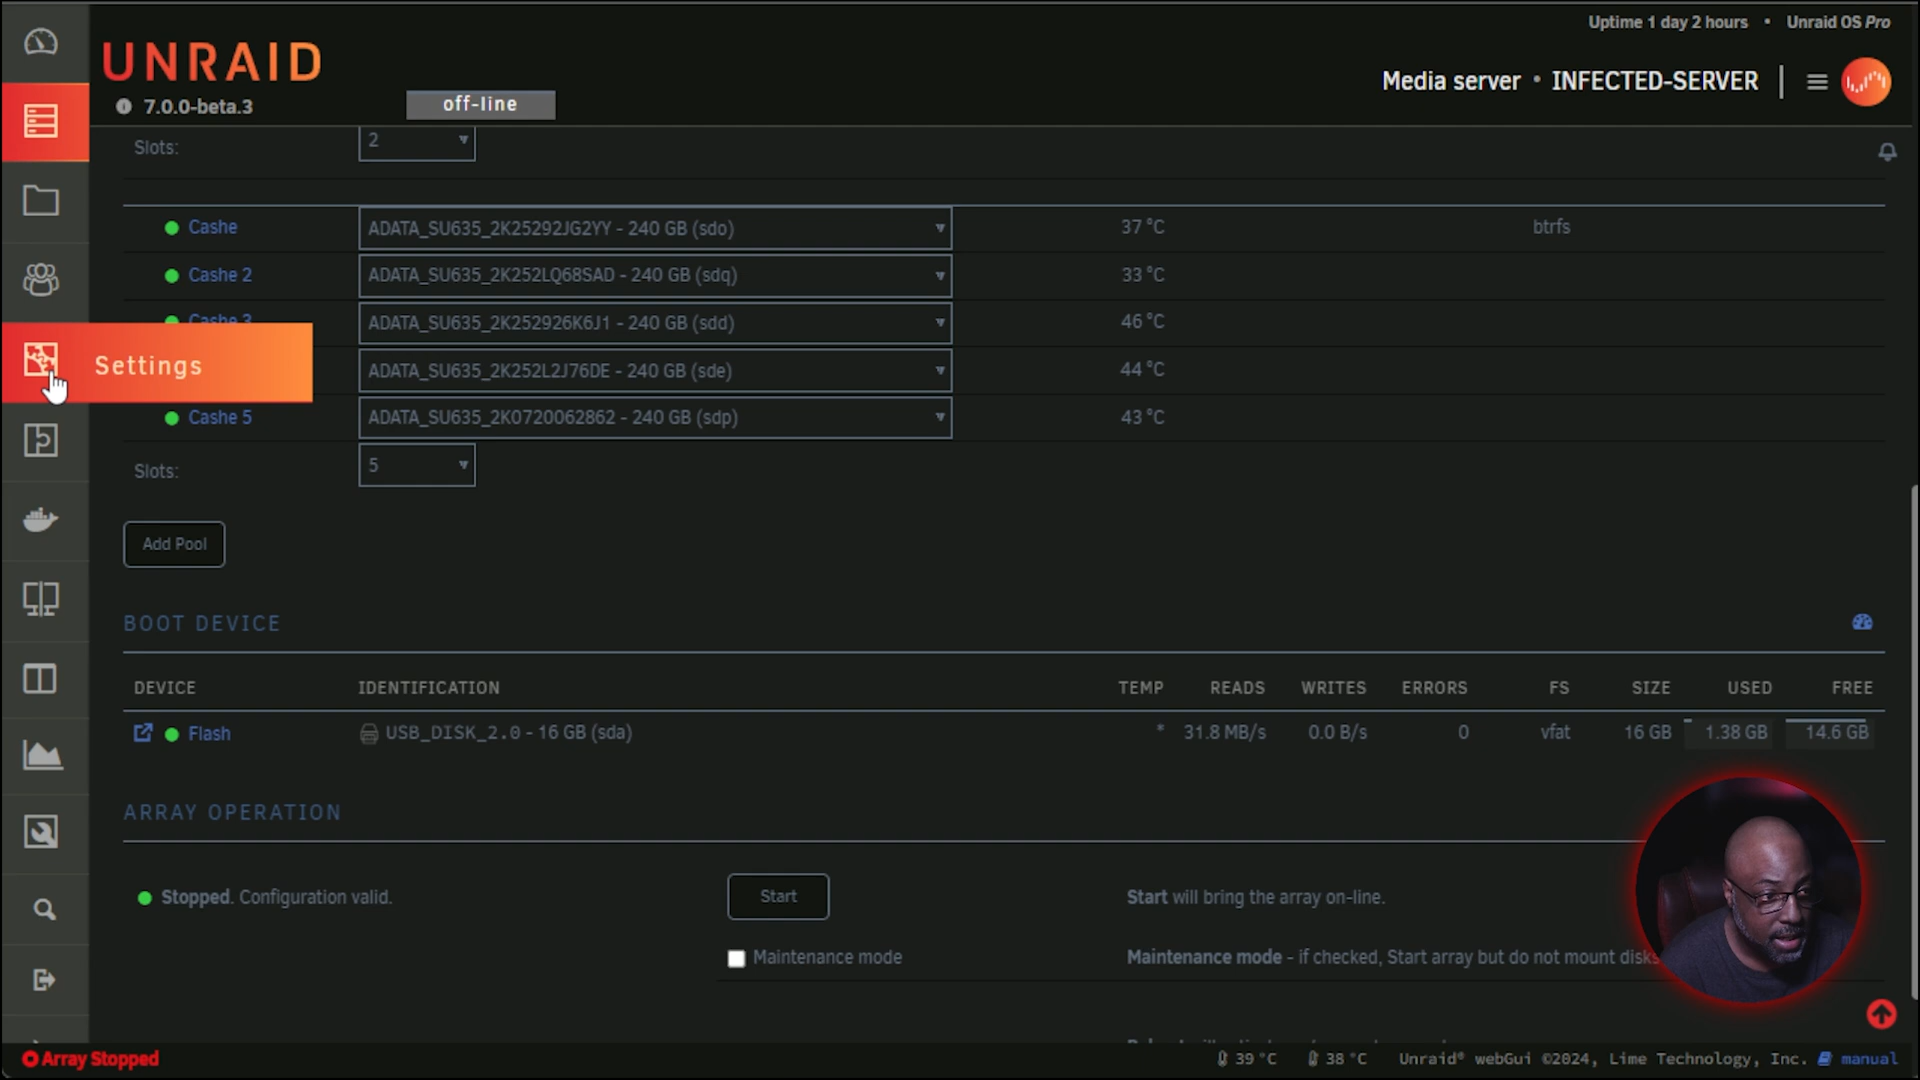 Uptime 1 day 2 hours • Unraid OS Pro
UNRAID
Media server • INFECTED-SERVER
7.0.0-beta.3
off-line
Slots: 2
Cashe ADATA_SU635_2K25292JG2YY - 240 GB (sdo) 37 °C btrfs
Cashe 2 ADATA_SU635_2K252LQ68SAD - 240 GB (sdq) 33 °C
Cashe 3 ADATA_SU635_2K252926K6J1 - 240 GB (sdd) 46 °C
Settings ADATA_SU635_2K252L2J76DE - 240 GB (sde) 44 °C
Cashe 5 ADATA_SU635_2K0720062862 - 240 GB (sdp) 43 °C
Slots: 5
Add Pool
BOOT DEVICE
DEVICE IDENTIFICATION TEMP READS WRITES ERRORS FS SIZE USED FREE
Flash USB_DISK_2.0 - 16 GB (sda) * 31.8 MB/s 0.0 B/s 0 vfat 16 GB 1.38 GB 14.6 GB
ARRAY OPERATION
Stopped. Configuration valid. Start Start will bring the array on-line.
Maintenance mode Maintenance mode - if checked, Start array but do not mount disks
Array Stopped 39 °C 38 °C Unraid® webGui ©2024, Lime Technology, Inc. manual